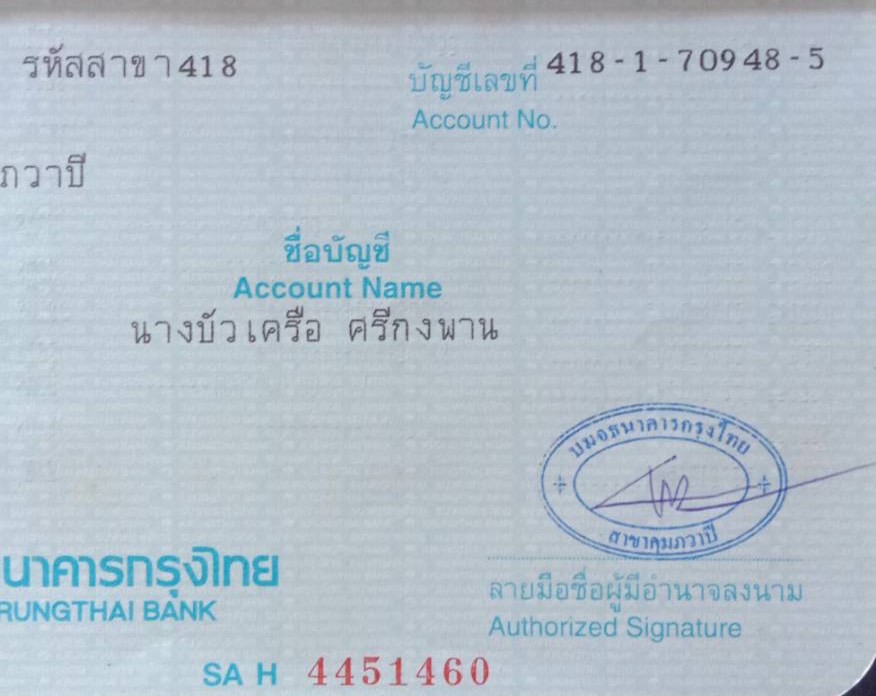 รหัสสาขา 418
บัญชีเลขที่ 418-1-70948-5
Account No.
ภวาปี
ชื่อบัญชี
Account Name
นางบัวเครือ ศรีกงพาน
บมจ.ธนาคารกรุงไทย
สาขากุมภวาปี
นาคารกรุงไทย
RUNGTHAI BANK
ลายมือชื่อผู้มีอำนาจลงนาม
Authorized Signature
SA H 4451460